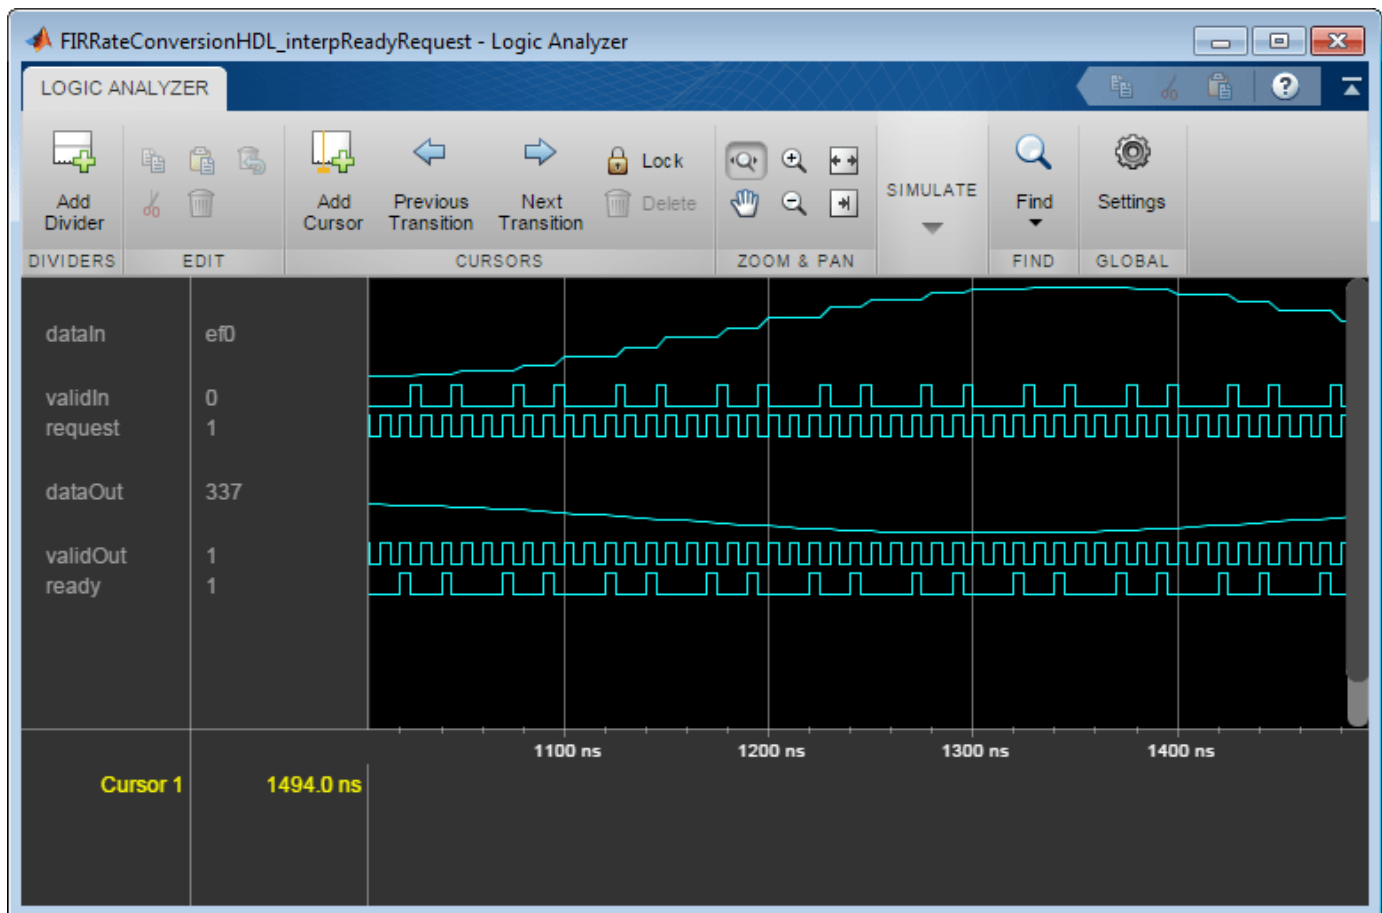 FIRRateConversionHDL_interpReadyRequest - Logic Analyzer
LOGIC ANALYZER
?
Add
Divider
Add
Cursor
Previous
Transition
Next
Transition
Lock
Delete
SIMULATE
Find
Settings
DIVIDERS EDIT CURSORS ZOOM & PAN FIND GLOBAL
dataIn ef0
validIn 0
request 1
dataOut 337
validOut 1
ready 1
1100 ns 1200 ns 1300 ns 1400 ns
Cursor 1 1494.0 ns